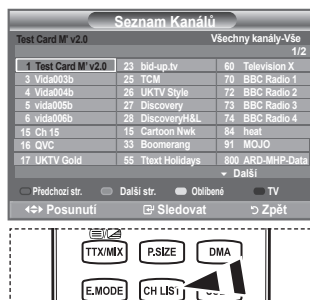 Seznam Kanálů
Test Card M' v2.0 Všechny kanály-Vše
1/2
1 Test Card M' v2.0 23 bid-up.tv 60 Television X
3 Vida003b 25 TCM 70 BBC Radio 1
4 vida004b 26 UKTV Style 72 BBC Radio 2
5 vida005b 27 Discovery 73 BBC Radio 3
6 vida006b 28 DiscoveryH&L 74 BBC Radio 4
15 Ch 15 15 Cartoon Nwk 84 heat
16 QVC 33 Boomerang 91 MOJO
17 UKTV Gold 55 Ttext Holidays 800 ARD-MHP-Data
Další
Předchozí str. Další str. Oblíbené TV
Posunutí Sledovat Zpět
TTX/MIX P.SIZE DMA
E.MODE CH LIST